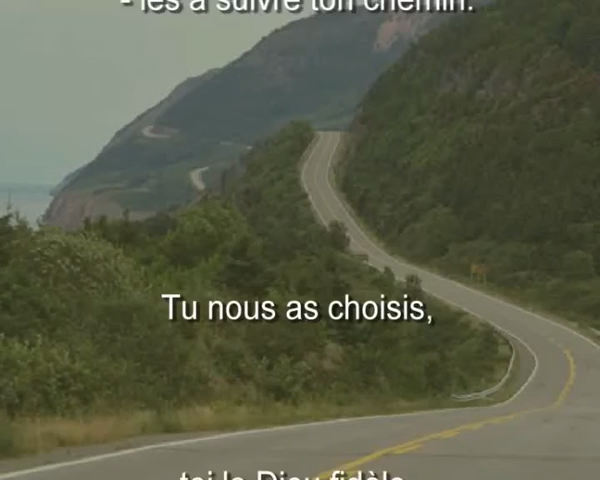 - les à suivre ton chemin.
Tu nous as choisis,
toi le Dieu fidèle